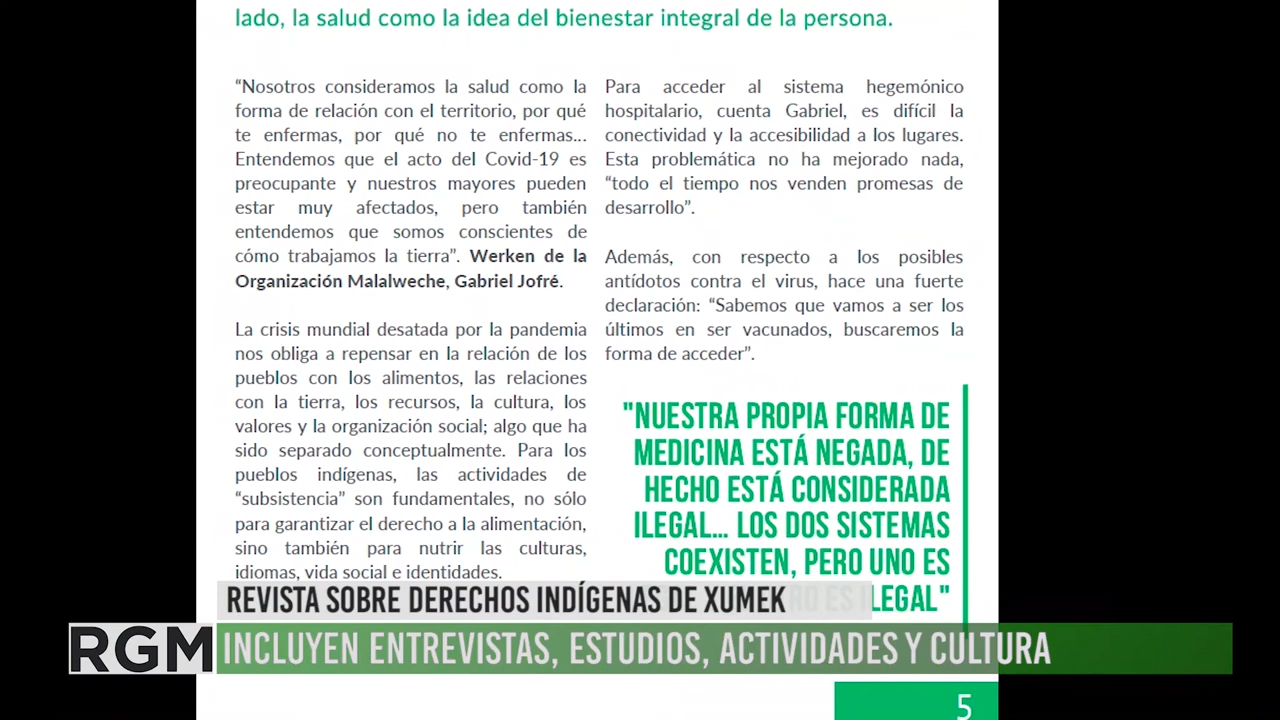 lado, la salud como la idea del bienestar integral de la persona.
“Nosotros consideramos la salud como la
forma de relación con el territorio, por qué
te enfermas, por qué no te enfermas...
Entendemos que el acto del Covid-19 es
preocupante y nuestros mayores pueden
estar muy afectados, pero también
entendemos que somos conscientes de
cómo trabajamos la tierra”. Werken de la
Organización Malalweche, Gabriel Jofré.
La crisis mundial desatada por la pandemia
nos obliga a repensar en la relación de los
pueblos con los alimentos, las relaciones
con la tierra, los recursos, la cultura, los
valores y la organización social; algo que ha
sido separado conceptualmente. Para los
pueblos indígenas, las actividades de
“subsistencia” son fundamentales, no sólo
para garantizar el derecho a la alimentación,
sino también para nutrir las culturas,
idiomas, vida social e identidades.
Para acceder al sistema hegemónico
hospitalario, cuenta Gabriel, es difícil la
conectividad y la accesibilidad a los lugares.
Esta problemática no ha mejorado nada,
“todo el tiempo nos venden promesas de
desarrollo”.
Además, con respecto a los posibles
antídotos contra el virus, hace una fuerte
declaración: “Sabemos que vamos a ser los
últimos en ser vacunados, buscaremos la
forma de acceder”.
"NUESTRA PROPIA FORMA DE
MEDICINA ESTÁ NEGADA, DE
HECHO ESTÁ CONSIDERADA
ILEGAL... LOS DOS SISTEMAS
COEXISTEN, PERO UNO ES
ES ILEGAL"
REVISTA SOBRE DERECHOS INDÍGENAS DE XUMEK
RGM INCLUYEN ENTREVISTAS, ESTUDIOS, ACTIVIDADES Y CULTURA
5